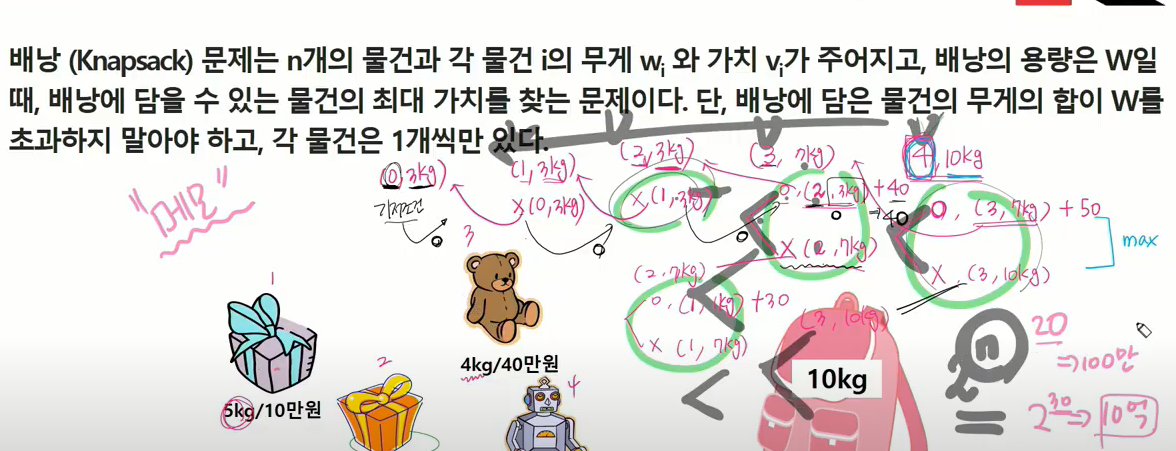 배낭 (Knapsack) 문제는 n개의 물건과 각 물건 i의 무게 wi 와 가치 vi가 주어지고, 배낭의 용량은 W일
때, 배낭에 담을 수 있는 물건의 최대 가치를 찾는 문제이다. 단, 배낭에 담은 물건의 무게의 합이 W를
초과하지 말아야 하고, 각 물건은 1개씩만 있다.
(0,3kg) (1,3kg) (2,3kg) (3,7kg) 4,10kg
X(0,3kg) X,(1,3kg) 0,(2,3kg)+40 0,(3,7kg)+50
"메모"
0 40
max
X(2,7kg) X,(3,10kg)
3
(2,7kg)
1
0,(1,1kg)+30
(3,10kg)
n 20
X(1,7kg)
⇒100만
2
4kg/40만원
4
10kg
5kg/10만원
2^30⇒10억